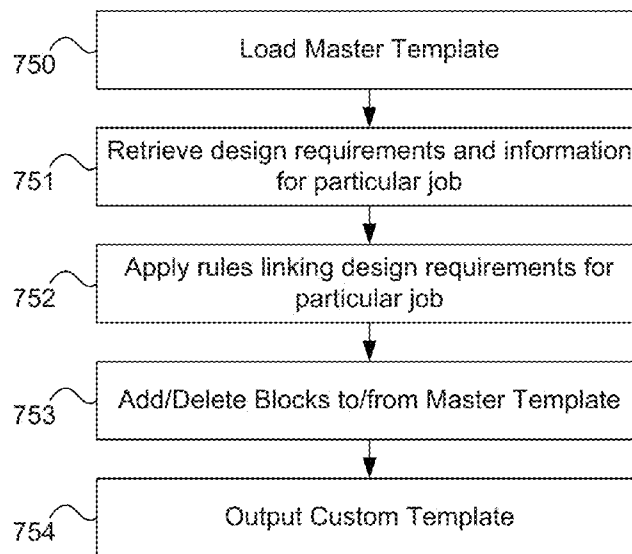 750
Load Master Template
751
Retrieve design requirements and information
for particular job
752
Apply rules linking design requirements for
particular job
753
Add/Delete Blocks to/from Master Template
754
Output Custom Template